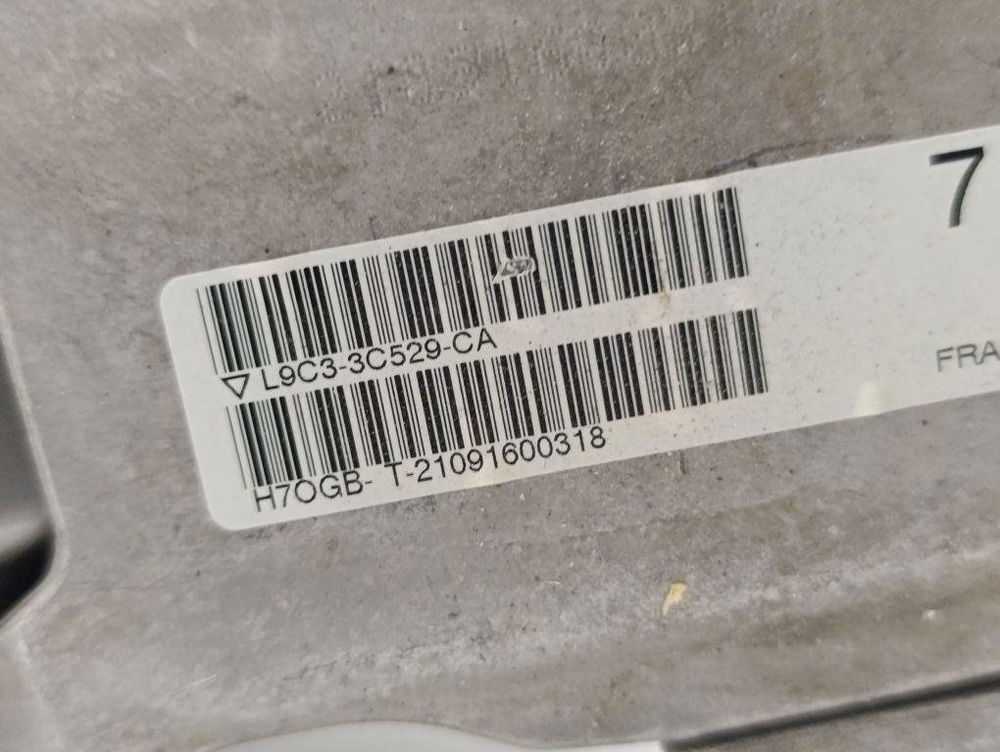 7
L9C3-3C529-CA
FRA
H7OGB- T-21091600318